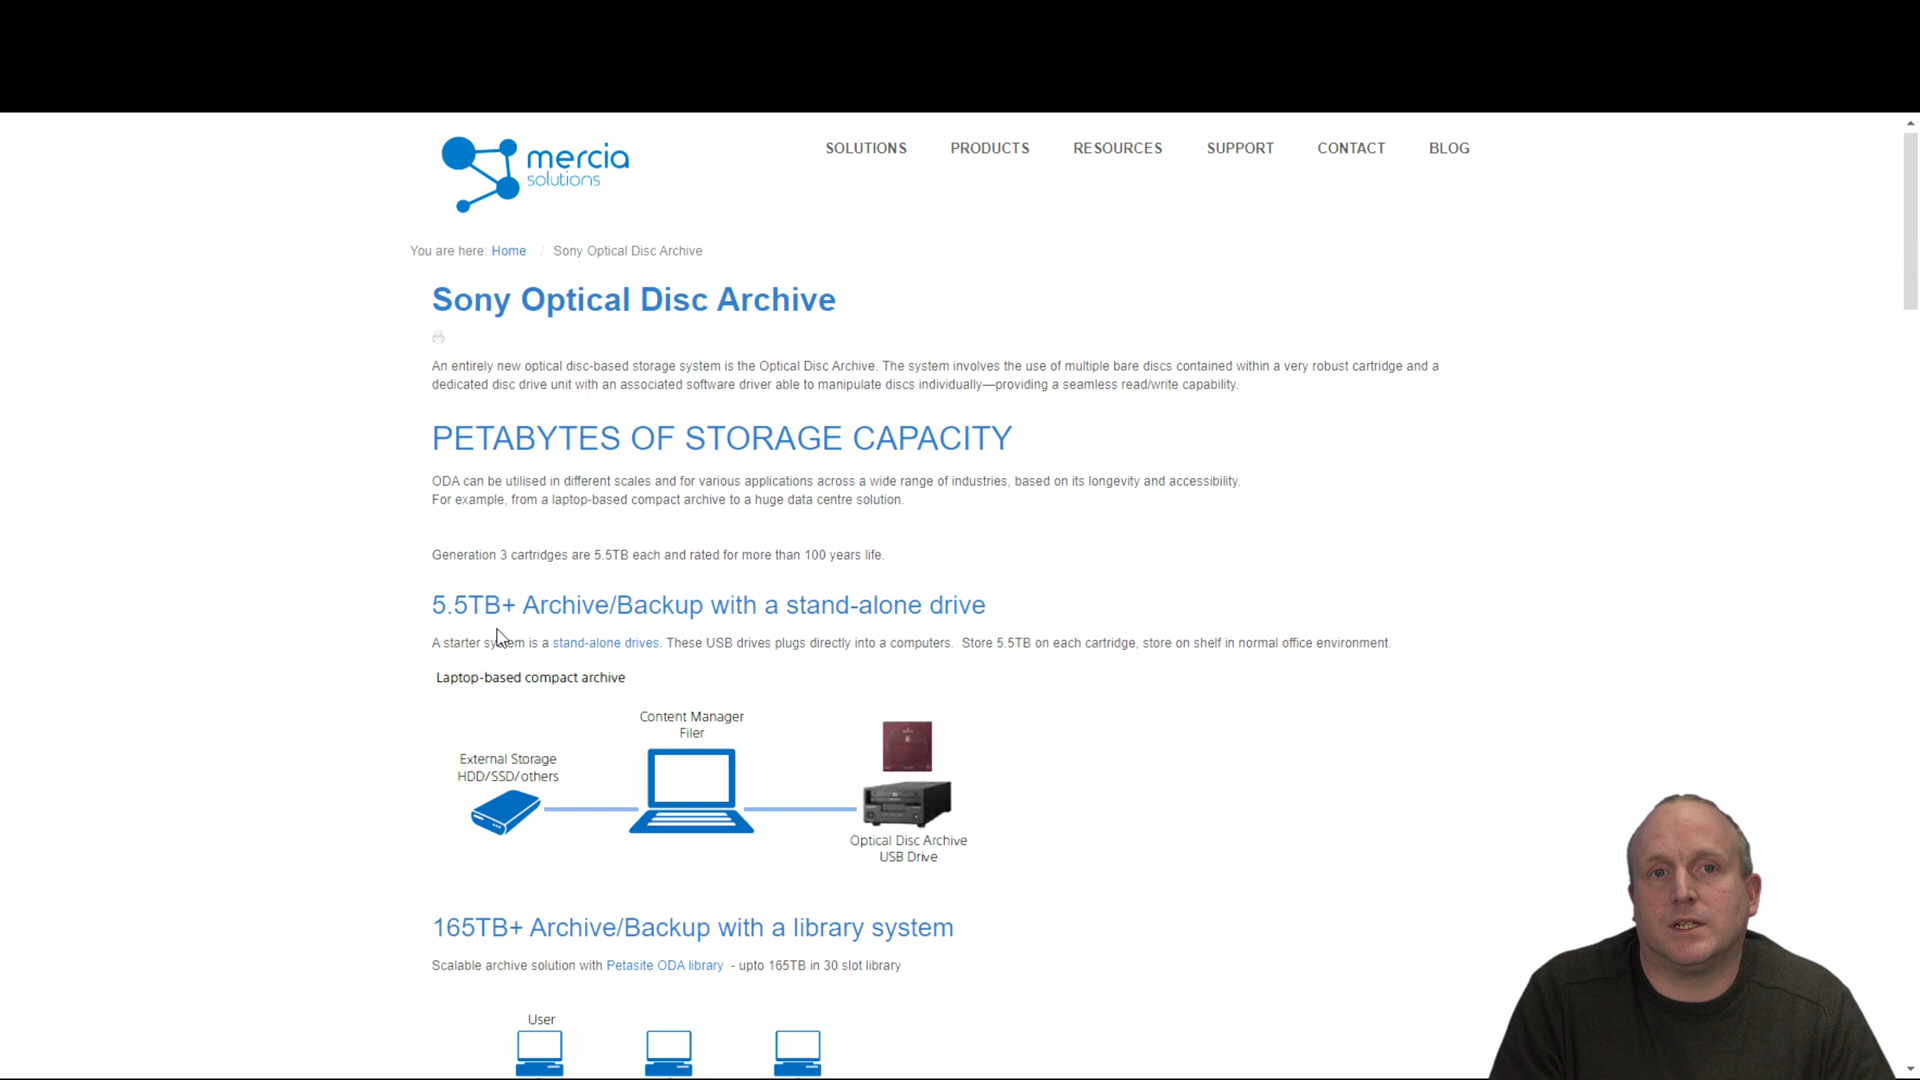 mercia
solutions
SOLUTIONS PRODUCTS RESOURCES SUPPORT CONTACT BLOG
You are here: Home / Sony Optical Disc Archive
Sony Optical Disc Archive
An entirely new optical disc-based storage system is the Optical Disc Archive. The system involves the use of multiple bare discs contained within a very robust cartridge and a
dedicated disc drive unit with an associated software driver able to manipulate discs individually—providing a seamless read/write capability.
PETABYTES OF STORAGE CAPACITY
ODA can be utilised in different scales and for various applications across a wide range of industries, based on its longevity and accessibility.
For example, from a laptop-based compact archive to a huge data centre solution.
Generation 3 cartridges are 5.5TB each and rated for more than 100 years life.
5.5TB+ Archive/Backup with a stand-alone drive
A starter system is a stand-alone drives. These USB drives plugs directly into a computers. Store 5.5TB on each cartridge, store on shelf in normal office environment.
Laptop-based compact archive
Content Manager
Filer
External Storage
HDD/SSD/others
Optical Disc Archive
USB Drive
165TB+ Archive/Backup with a library system
Scalable archive solution with Petasite ODA library - upto 165TB in 30 slot library
User